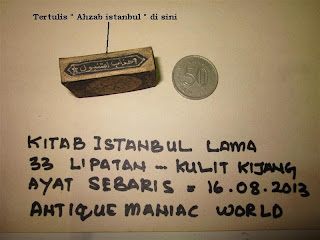 Tertulis " Ahzab istanbul " di sini
50
KITAB ISTANBUL LAMA
33 LIPATAN — KULIT KIJANG
AYAT SEBARIS = 16.08.2013
ANTIQUE MANIAC WORLD